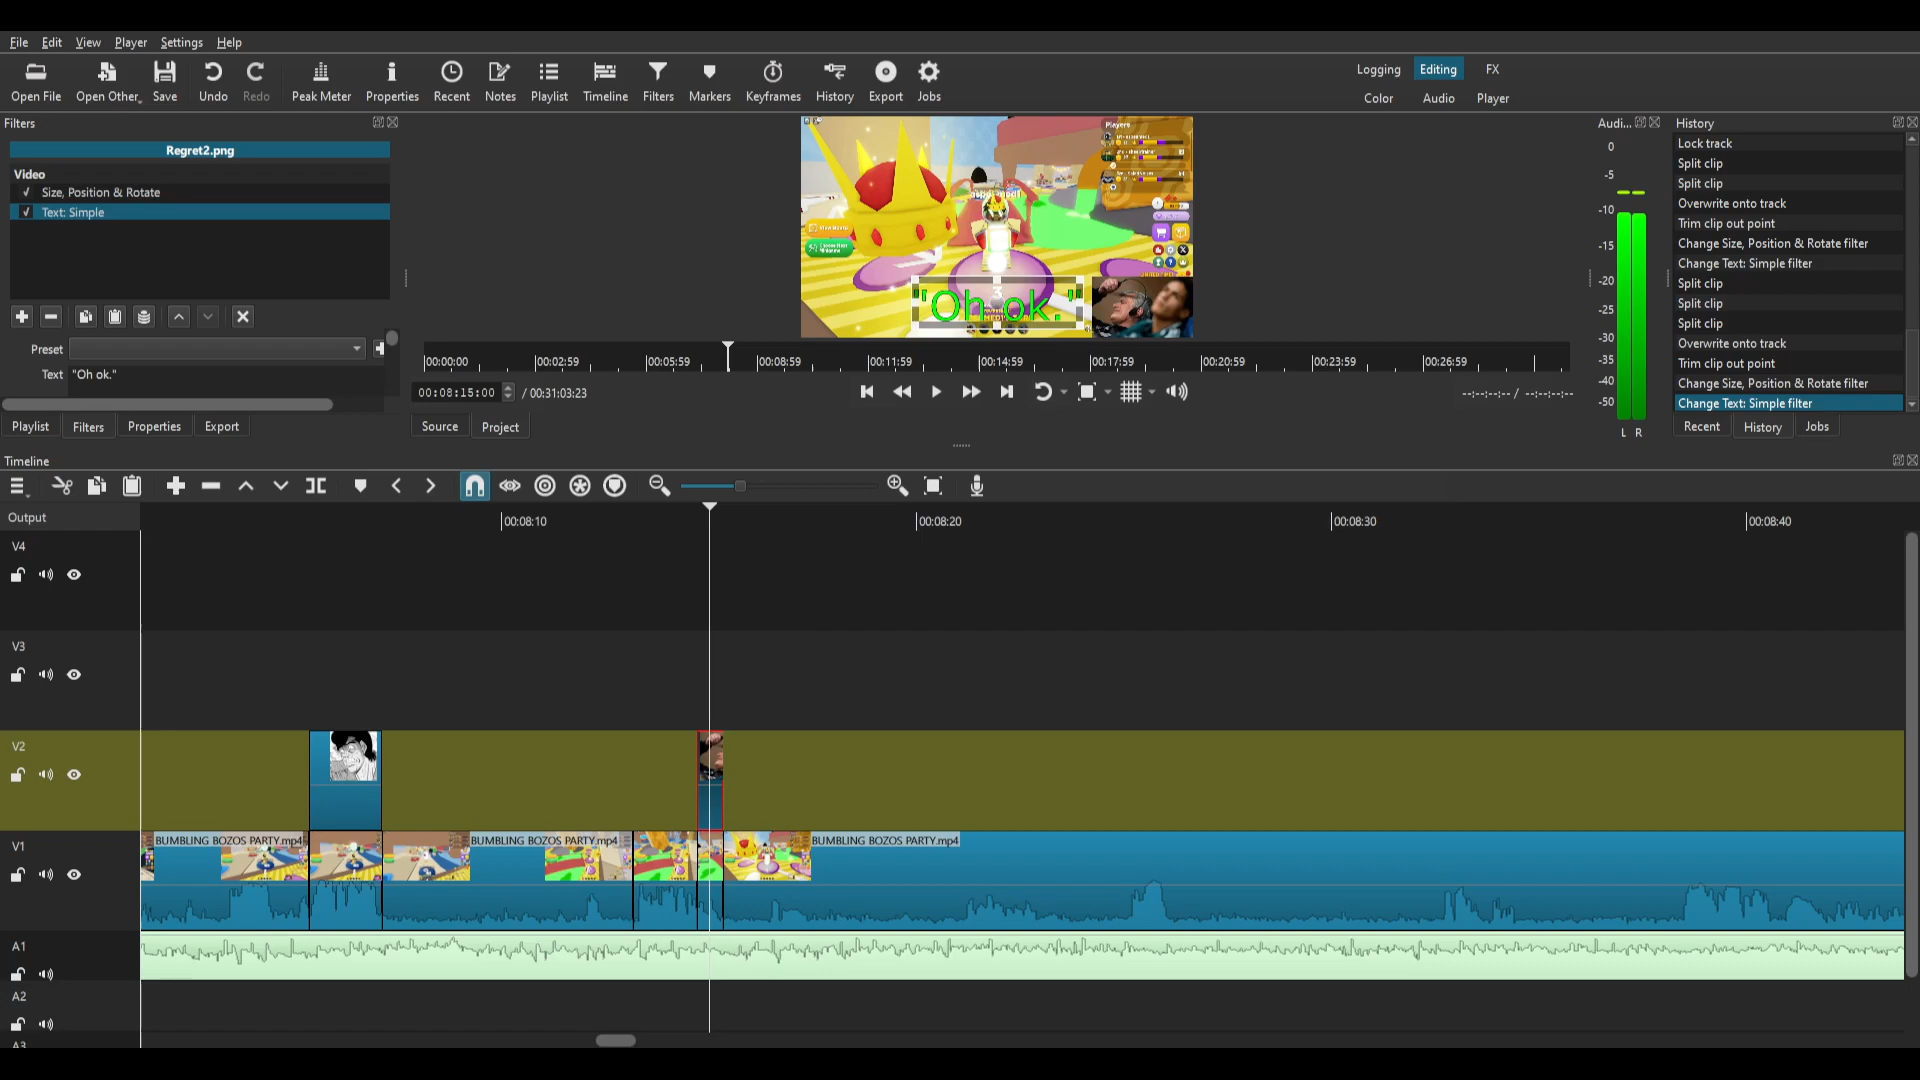 File Edit View Player Settings Help
Open File Open Other... Save Undo Redo Peak Meter Properties Recent Notes Playlist Timeline Filters Markers Keyframes History Export Jobs
Logging Editing FX
Color Audio Player
Filters
Regret2.png
Video
✓ Size, Position & Rotate
✓ Text: Simple
Preset
Text "Oh ok."
Playlist Filters Properties Export
Players
"Oh ok."
3
00:00:00 00:02:59 00:05:59 00:08:59 00:11:59 00:14:59 00:17:59 00:20:59 00:23:59 00:26:59
00:08:15:00 / 00:31:03:23
--:--:--:-- / --:--:--:--
Source Project
Audi...
0
-5
-10
-15
-20
-25
-30
-35
-40
-50
L R
History
Lock track
Split clip
Split clip
Overwrite onto track
Trim clip out point
Change Size, Position & Rotate filter
Change Text: Simple filter
Split clip
Split clip
Split clip
Overwrite onto track
Trim clip out point
Change Size, Position & Rotate filter
Change Text: Simple filter
Recent History Jobs
Timeline
Output
00:08:10 00:08:20 00:08:30 00:08:40
V4
V3
V2
V1
BUMBLING BOZOS PARTY.mp4 BUMBLING BOZOS PARTY.mp4 BUMBLING BOZOS PARTY.mp4
A1
A2
A3